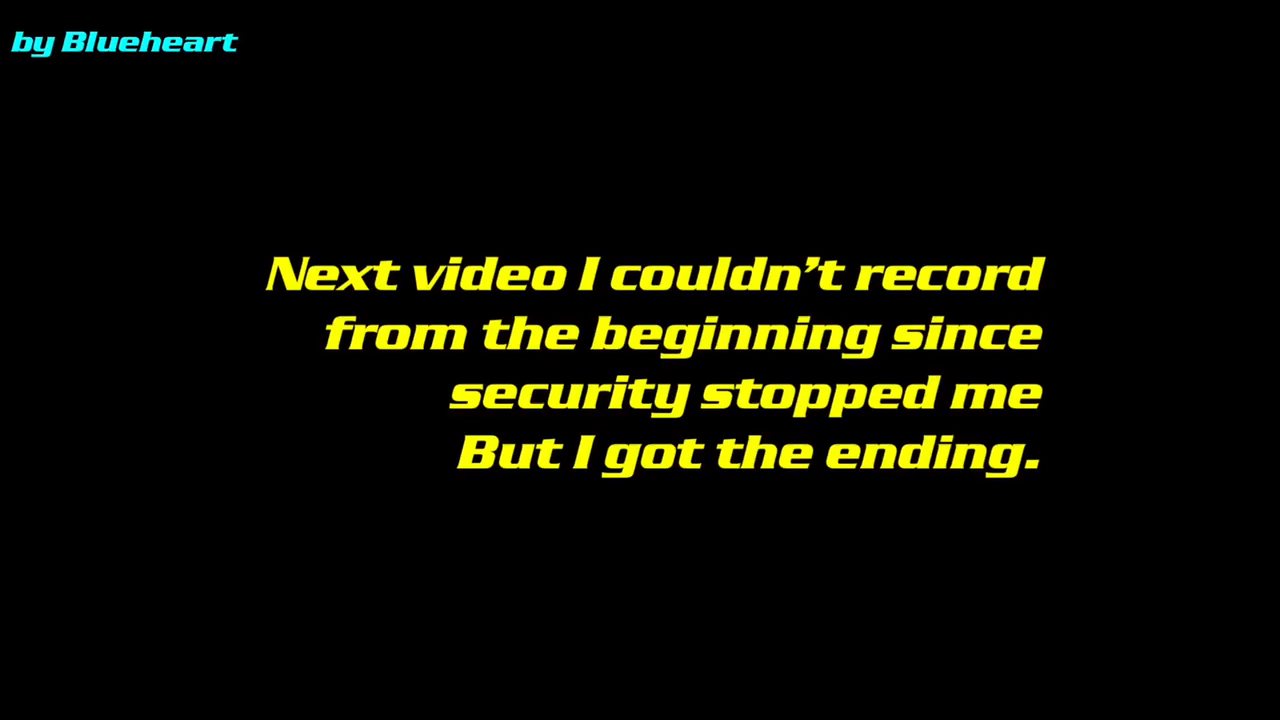 by Blueheart
Next video I couldn’t record
from the beginning since
security stopped me
But I got the ending.